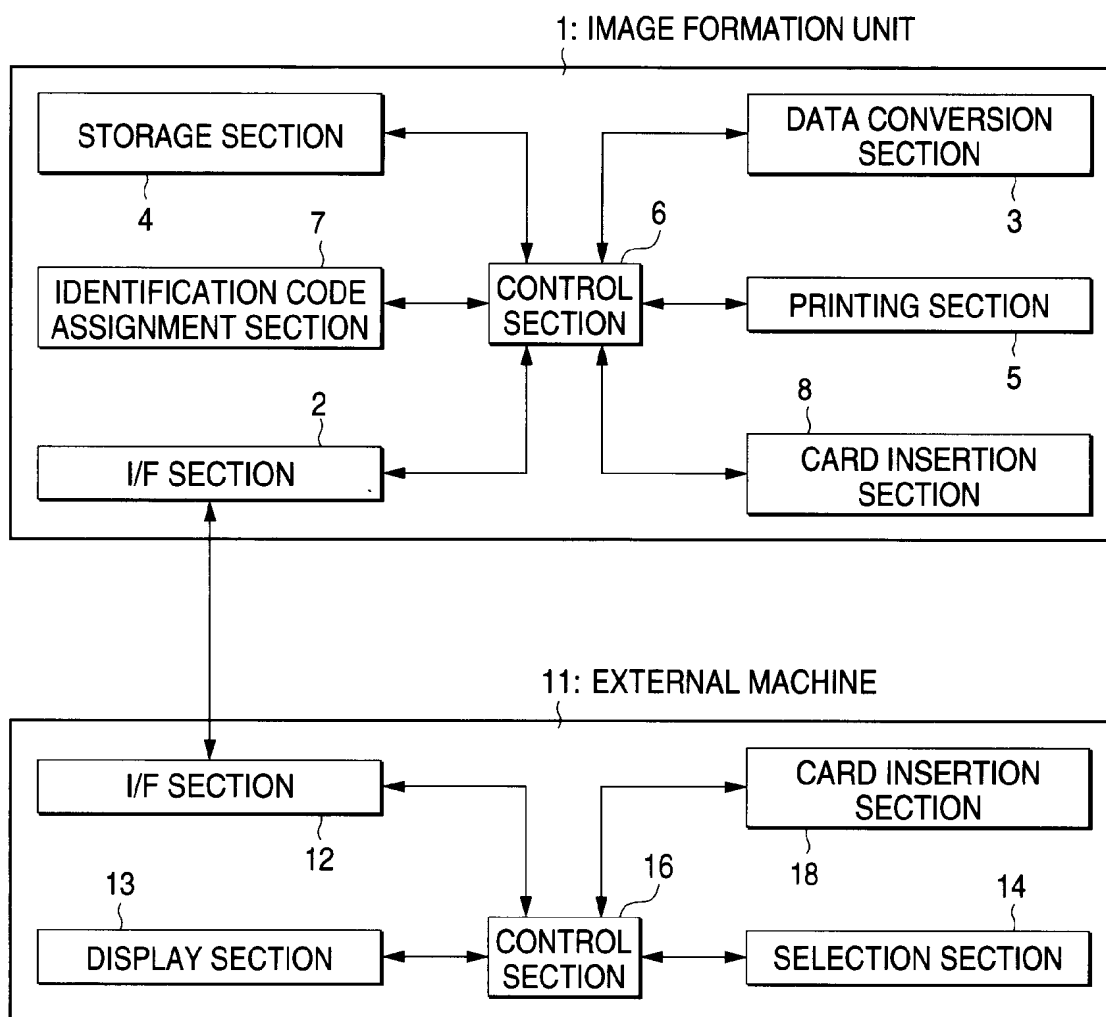 1: IMAGE FORMATION UNIT
STORAGE SECTION
4
DATA CONVERSION
SECTION
3
7
IDENTIFICATION CODE
ASSIGNMENT SECTION
6
CONTROL
SECTION
PRINTING SECTION
5
2
I/F SECTION
8
CARD INSERTION
SECTION
11: EXTERNAL MACHINE
I/F SECTION
12
CARD INSERTION
SECTION
18
13
DISPLAY SECTION
16
CONTROL
SECTION
14
SELECTION SECTION